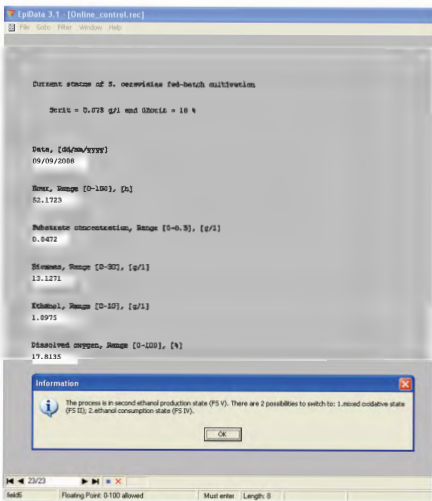 EpiData 3.1 - [Online_control.rec]
File Goto Filter Window Help
Current status of S. cerevisiae fed-batch cultivation
Scrit = 0.073 g/l and dOcrit = 18 %
Data, [dd/mm/yyyy]
09/09/2008
Hour, Range [0-100], [h]
52.1723
Substrate concentration, Range [0-0.5], [g/l]
0.0472
Biomass, Range [0-30], [g/l]
13.1271
Ethanol, Range [0-10], [g/l]
1.0975
Dissolved oxygen, Range [0-100], [%]
17.8135
Information
The process is in second ethanol production state (FS V). There are 2 possibilities to switch to: 1.mixed oxidative state
(FS II); 2.ethanol consumption state (FS IV).
OK
23/23
field6 Floating Point: 0-100 allowed Must enter Length: 8